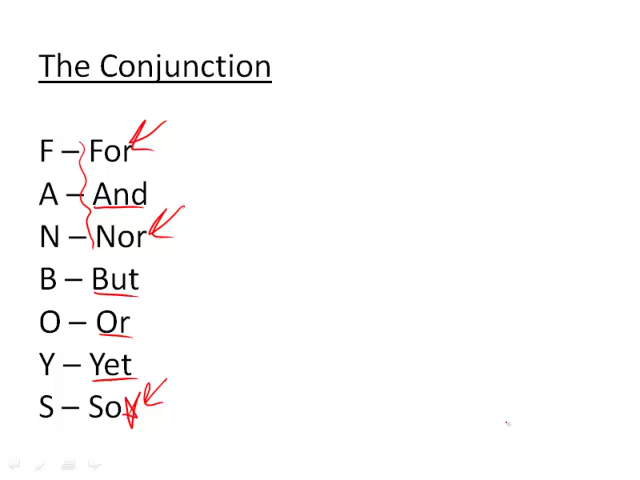 The Conjunction
F – For
A – And
N – Nor
B – But
O – Or
Y – Yet
S – So